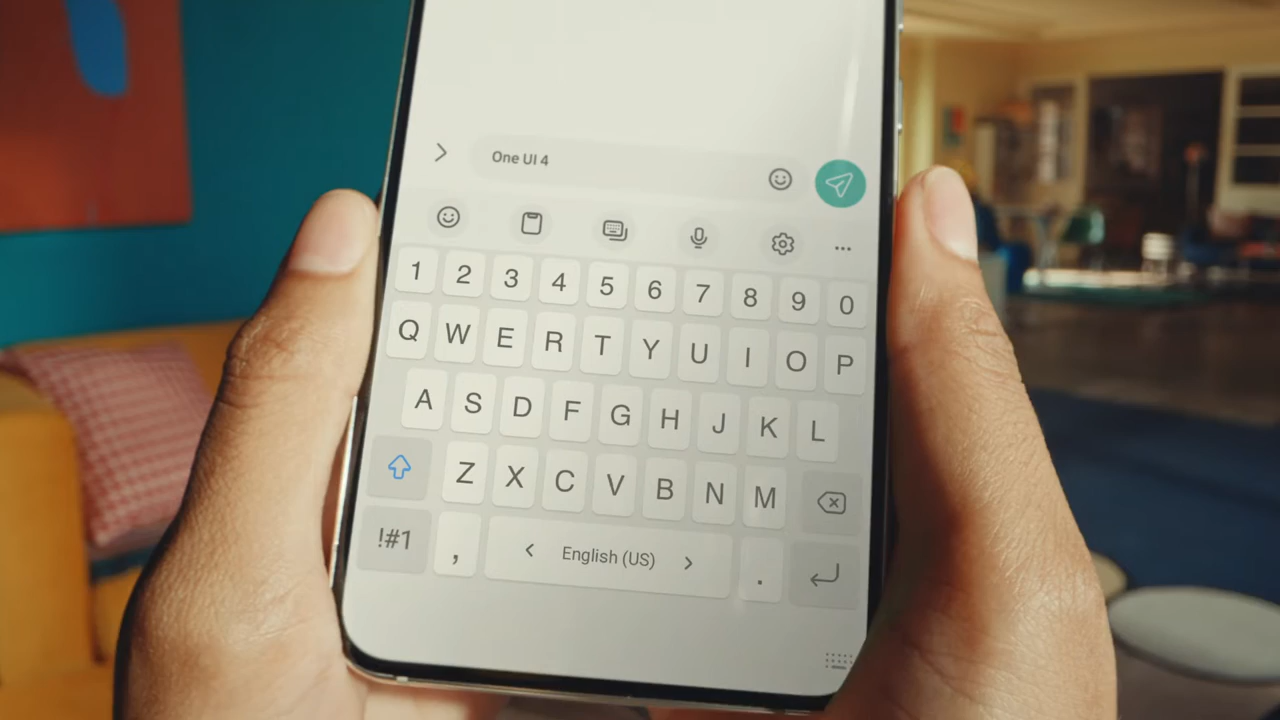 One UI 4
1 2 3 4 5 6 7 8 9 0
Q W E R T Y U I O P
A S D F G H J K L
Z X C V B N M
!#1 , < English (US) > .